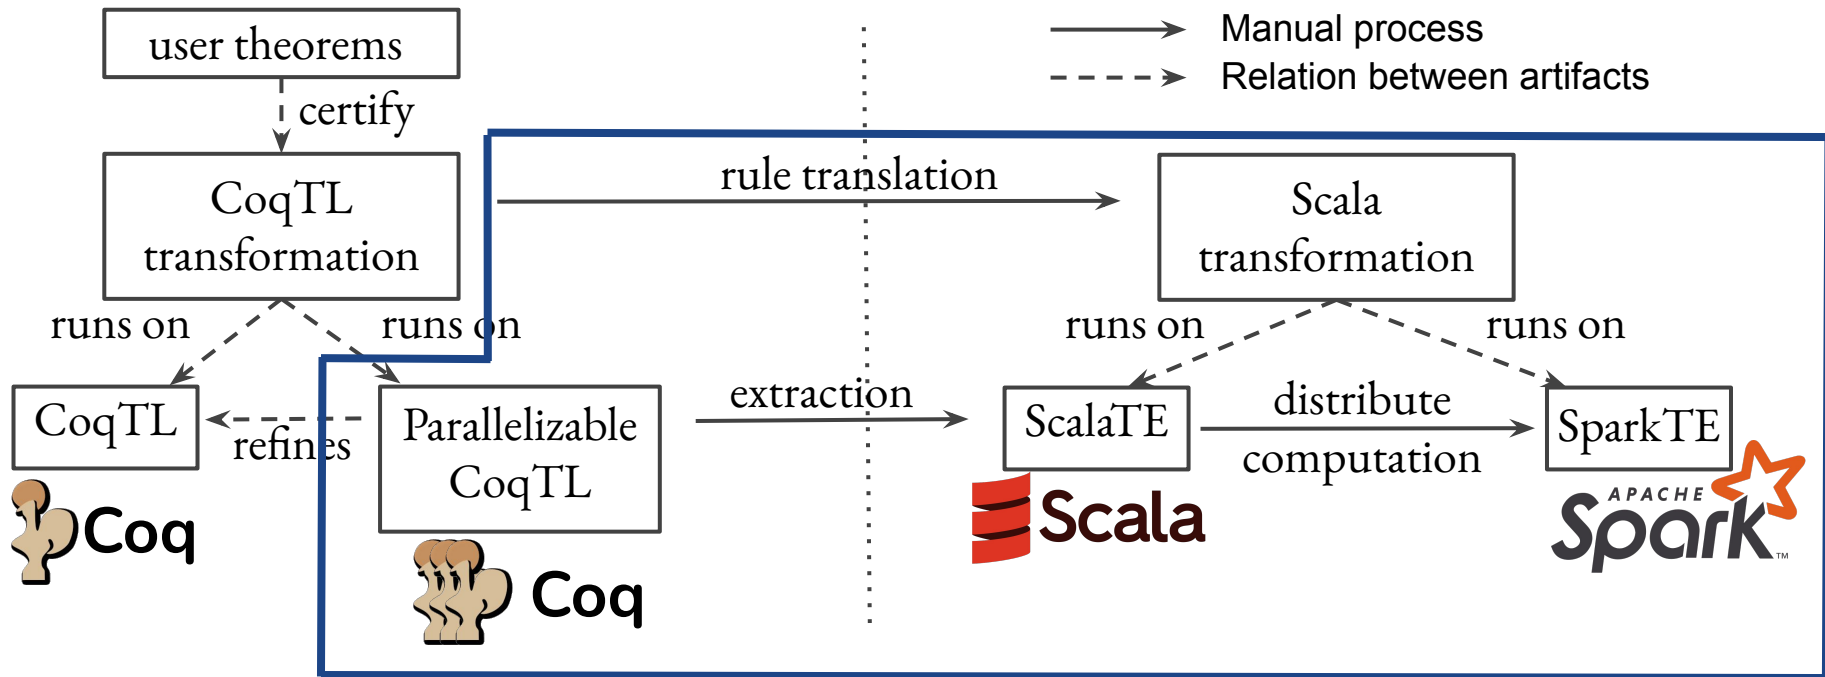 user theorems
Manual process
Relation between artifacts
certify
CoqTL
transformation
rule translation
Scala
transformation
runs on
runs on
runs on
runs on
CoqTL
refines
Parallelizable
CoqTL
extraction
ScalaTE
distribute
computation
SparkTE
Coq
Coq
Scala
APACHE
Spark
TM